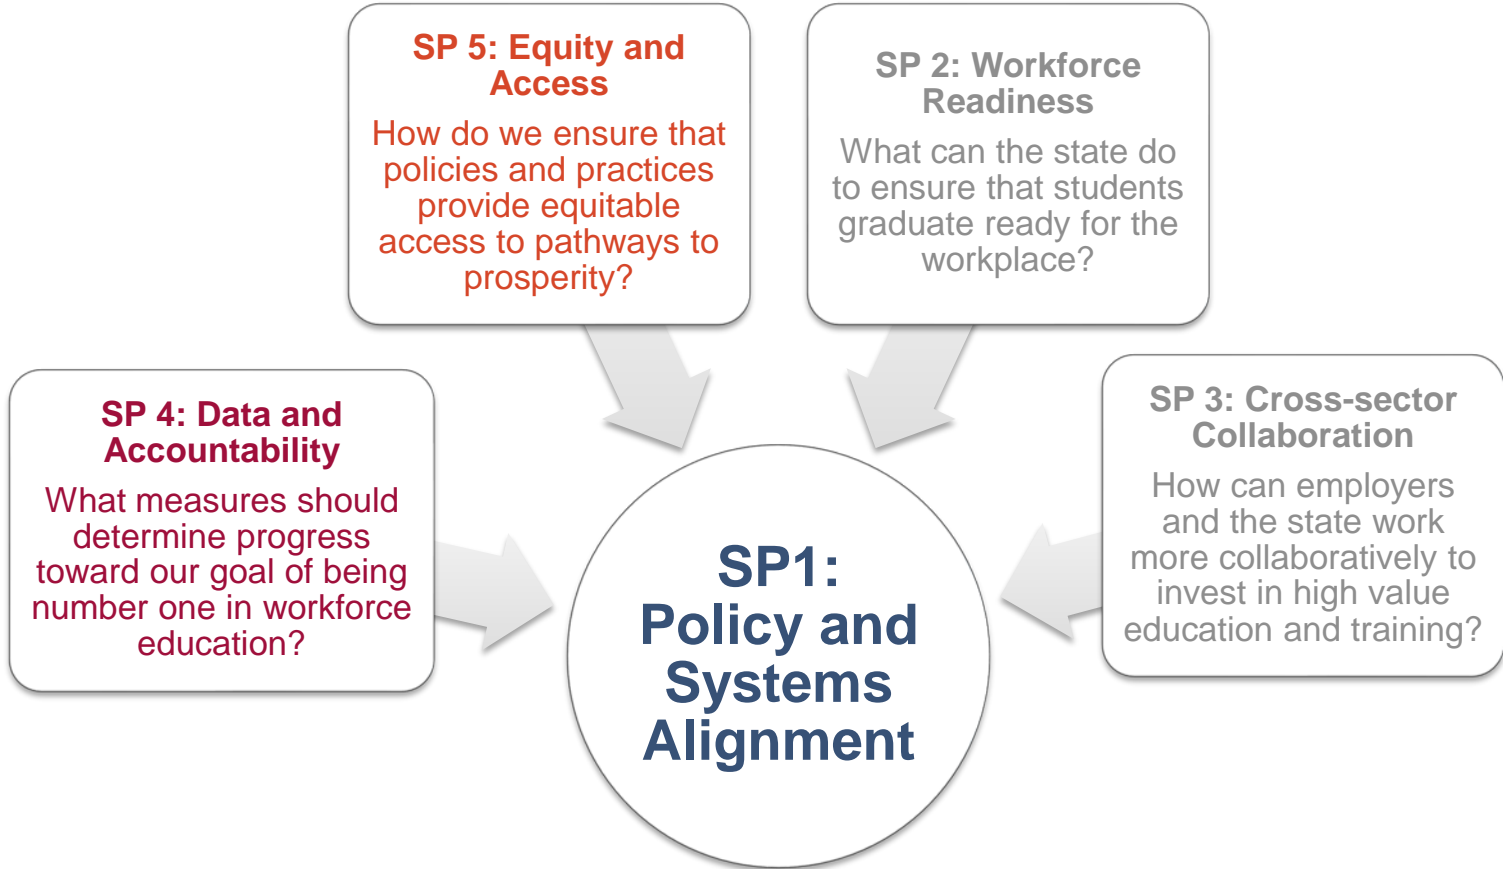 SP 5: Equity and
Access
How do we ensure that
policies and practices
provide equitable
access to pathways to
prosperity?
SP 2: Workforce
Readiness
What can the state do
to ensure that students
graduate ready for the
workplace?
SP 4: Data and
Accountability
What measures should
determine progress
toward our goal of being
number one in workforce
education?
SP 3: Cross-sector
Collaboration
How can employers
and the state work
more collaboratively to
invest in high value
education and training?
SP1:
Policy and
Systems
Alignment